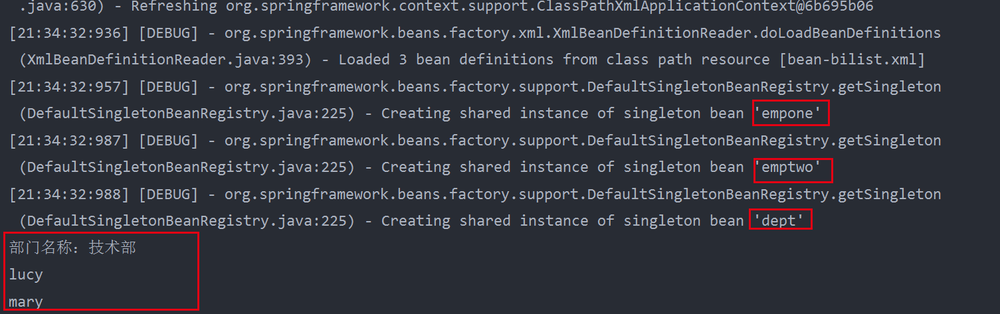 .java:630) - Refreshing org.springframework.context.support.ClassPathXmlApplicationContext@6b695b06
[21:34:32:936] [DEBUG] - org.springframework.beans.factory.xml.XmlBeanDefinitionReader.doLoadBeanDefinitions
(XmlBeanDefinitionReader.java:393) - Loaded 3 bean definitions from class path resource [bean-bilist.xml]
[21:34:32:957] [DEBUG] - org.springframework.beans.factory.support.DefaultSingletonBeanRegistry.getSingleton
(DefaultSingletonBeanRegistry.java:225) - Creating shared instance of singleton bean 'empone'
[21:34:32:987] [DEBUG] - org.springframework.beans.factory.support.DefaultSingletonBeanRegistry.getSingleton
(DefaultSingletonBeanRegistry.java:225) - Creating shared instance of singleton bean 'emptwo'
[21:34:32:988] [DEBUG] - org.springframework.beans.factory.support.DefaultSingletonBeanRegistry.getSingleton
(DefaultSingletonBeanRegistry.java:225) - Creating shared instance of singleton bean 'dept'
部门名称：技术部
lucy
mary